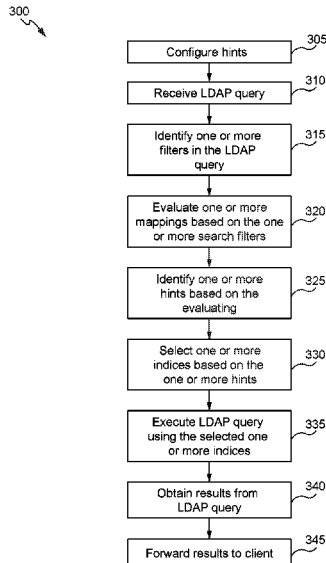 300
Configure hints
305
Receive LDAP query
310
Identify one or more
filters in the LDAP
query
315
Evaluate one or more
mappings based on the one
or more search filters
320
Identify one or more
hints based on the
evaluating
325
Select one or more
indices based on the
one or more hints
330
Execute LDAP query
using the selected one
or more indices
335
Obtain results from
LDAP query
340
Forward results to client
345